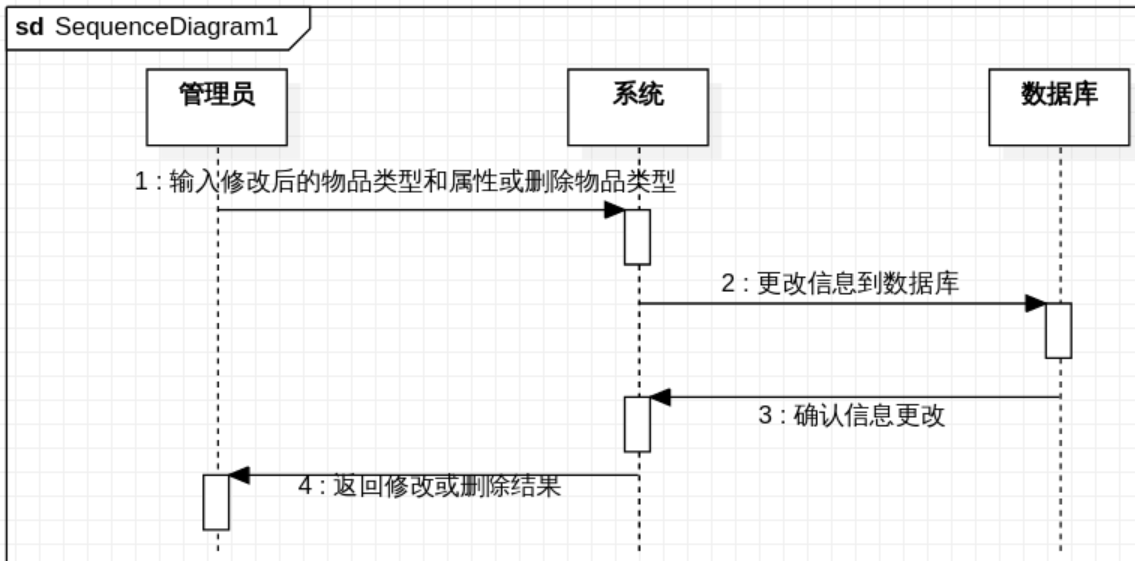 sd SequenceDiagram1
管理员
系统
数据库
1 : 输入修改后的物品类型和属性或删除物品类型
2 : 更改信息到数据库
3 : 确认信息更改
4 : 返回修改或删除结果